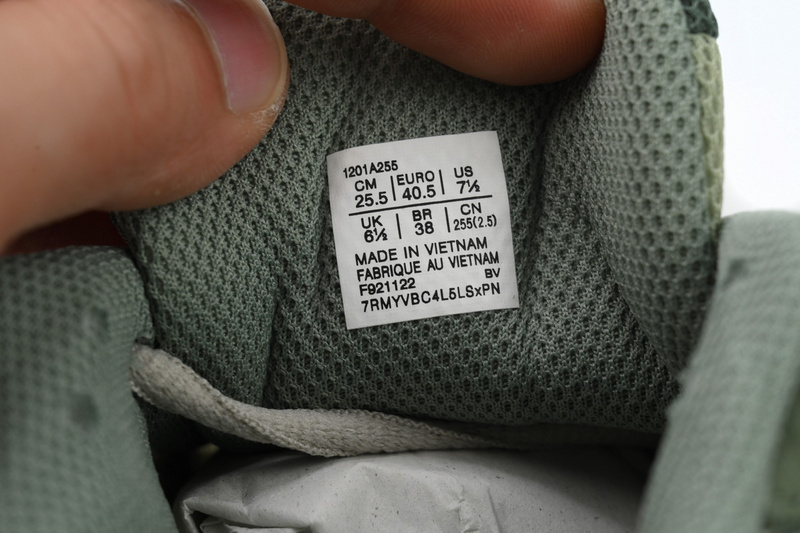 1201A255
CM EURO US
25.5 40.5 7½
UK BR CN
6½ 38 255(2.5)
MADE IN VIETNAM
FABRIQUE AU VIETNAM
F921122 BV
7RMYVBC4L5LSxPN